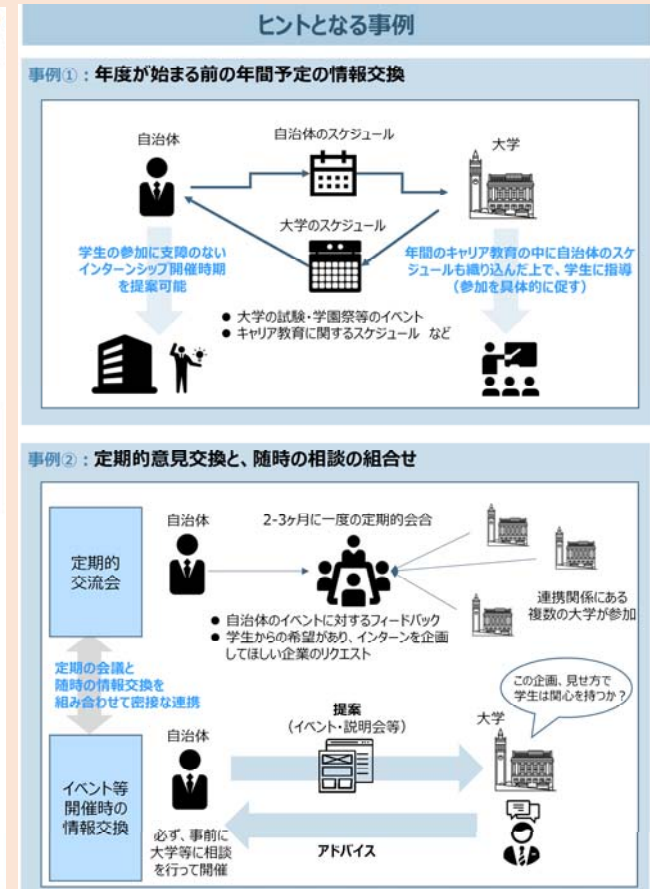 ヒントとなる事例
事例①：年度が始まる前の年間予定の情報交換
自治体
自治体のスケジュール
大学
大学のスケジュール
学生の参加に支障のない
インターンシップ開催時期
を提案可能
年間のキャリア教育の中に自治体のスケ
ジュールも織り込んだ上で、学生に指導
（参加を具体的に促す）
● 大学の試験・学園祭等のイベント
● キャリア教育に関するスケジュール など
事例②：定期的意見交換と、随時の相談の組合せ
定期的
交流会
自治体
2-3ヶ月に一度の定期的会合
連携関係にある
複数の大学が参加
● 自治体のイベントに対するフィードバック
● 学生からの希望があり、インターンを企画
してほしい企業のリクエスト
定期の会議と
随時の情報交換を
組み合わせて密接な連携
イベント等
開催時の
情報交換
自治体
必ず、事前に
大学等に相談
を行って開催
提案
（イベント・説明会等）
この企画、見せ方で
学生は関心を持つか？
大学
アドバイス